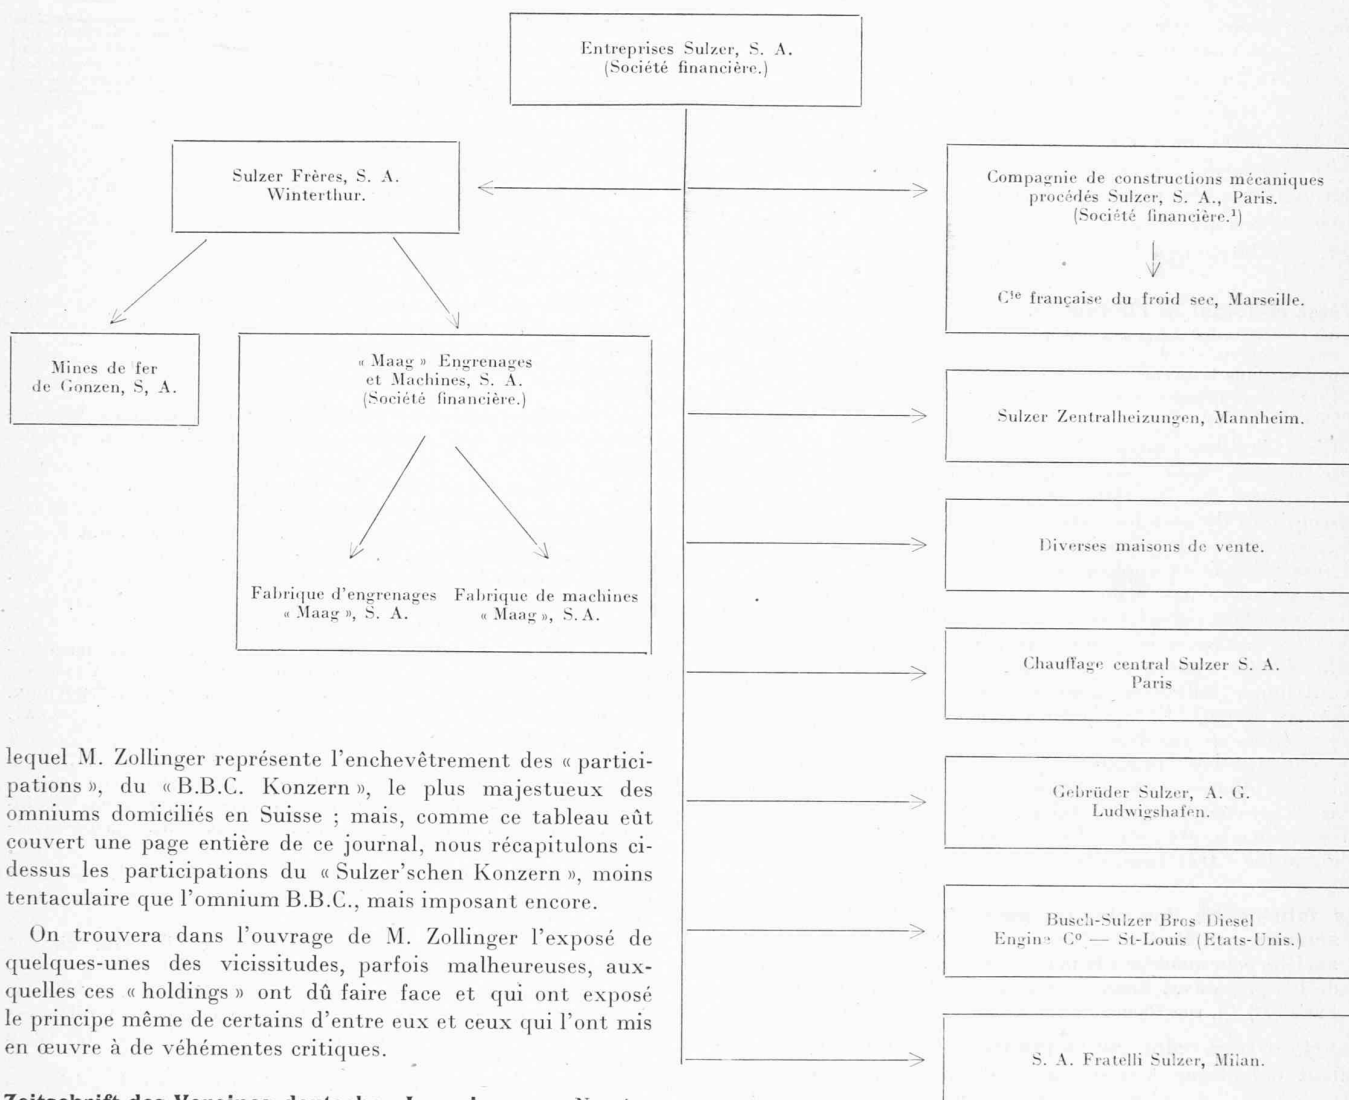 Entreprises Sulzer, S. A.
(Société financière.)
Sulzer Frères, S. A.
Winterthur.
Compagnie de constructions mécaniques
procédés Sulzer, S. A., Paris.
(Société financière.¹)
Cie française du froid sec, Marseille.
Mines de fer
de Gonzen, S, A.
« Maag » Engrenages
et Machines, S. A.
(Société financière.)
Fabrique d'engrenages
« Maag », S. A.
Fabrique de machines
« Maag », S. A.
Sulzer Zentralheizungen, Mannheim.
Diverses maisons de vente.
Chauffage central Sulzer S. A.
Paris
Gebrüder Sulzer, A. G.
Ludwigshafen.
Busch-Sulzer Bros Diesel
Engine Co — St-Louis (Etats-Unis.)
S. A. Fratelli Sulzer, Milan.
lequel M. Zollinger représente l'enchevêtrement des « partici-
pations », du « B.B.C. Konzern », le plus majestueux des
omniums domiciliés en Suisse ; mais, comme ce tableau eût
couvert une page entière de ce journal, nous récapitulons ci-
dessus les participations du « Sulzer'schen Konzern », moins
tentaculaire que l'omnium B.B.C., mais imposant encore.
On trouvera dans l'ouvrage de M. Zollinger l'exposé de
quelques-unes des vicissitudes, parfois malheureuses, aux-
quelles ces « holdings » ont dû faire face et qui ont exposé
le principe même de certains d'entre eux et ceux qui l'ont mis
en œuvre à de véhémentes critiques.